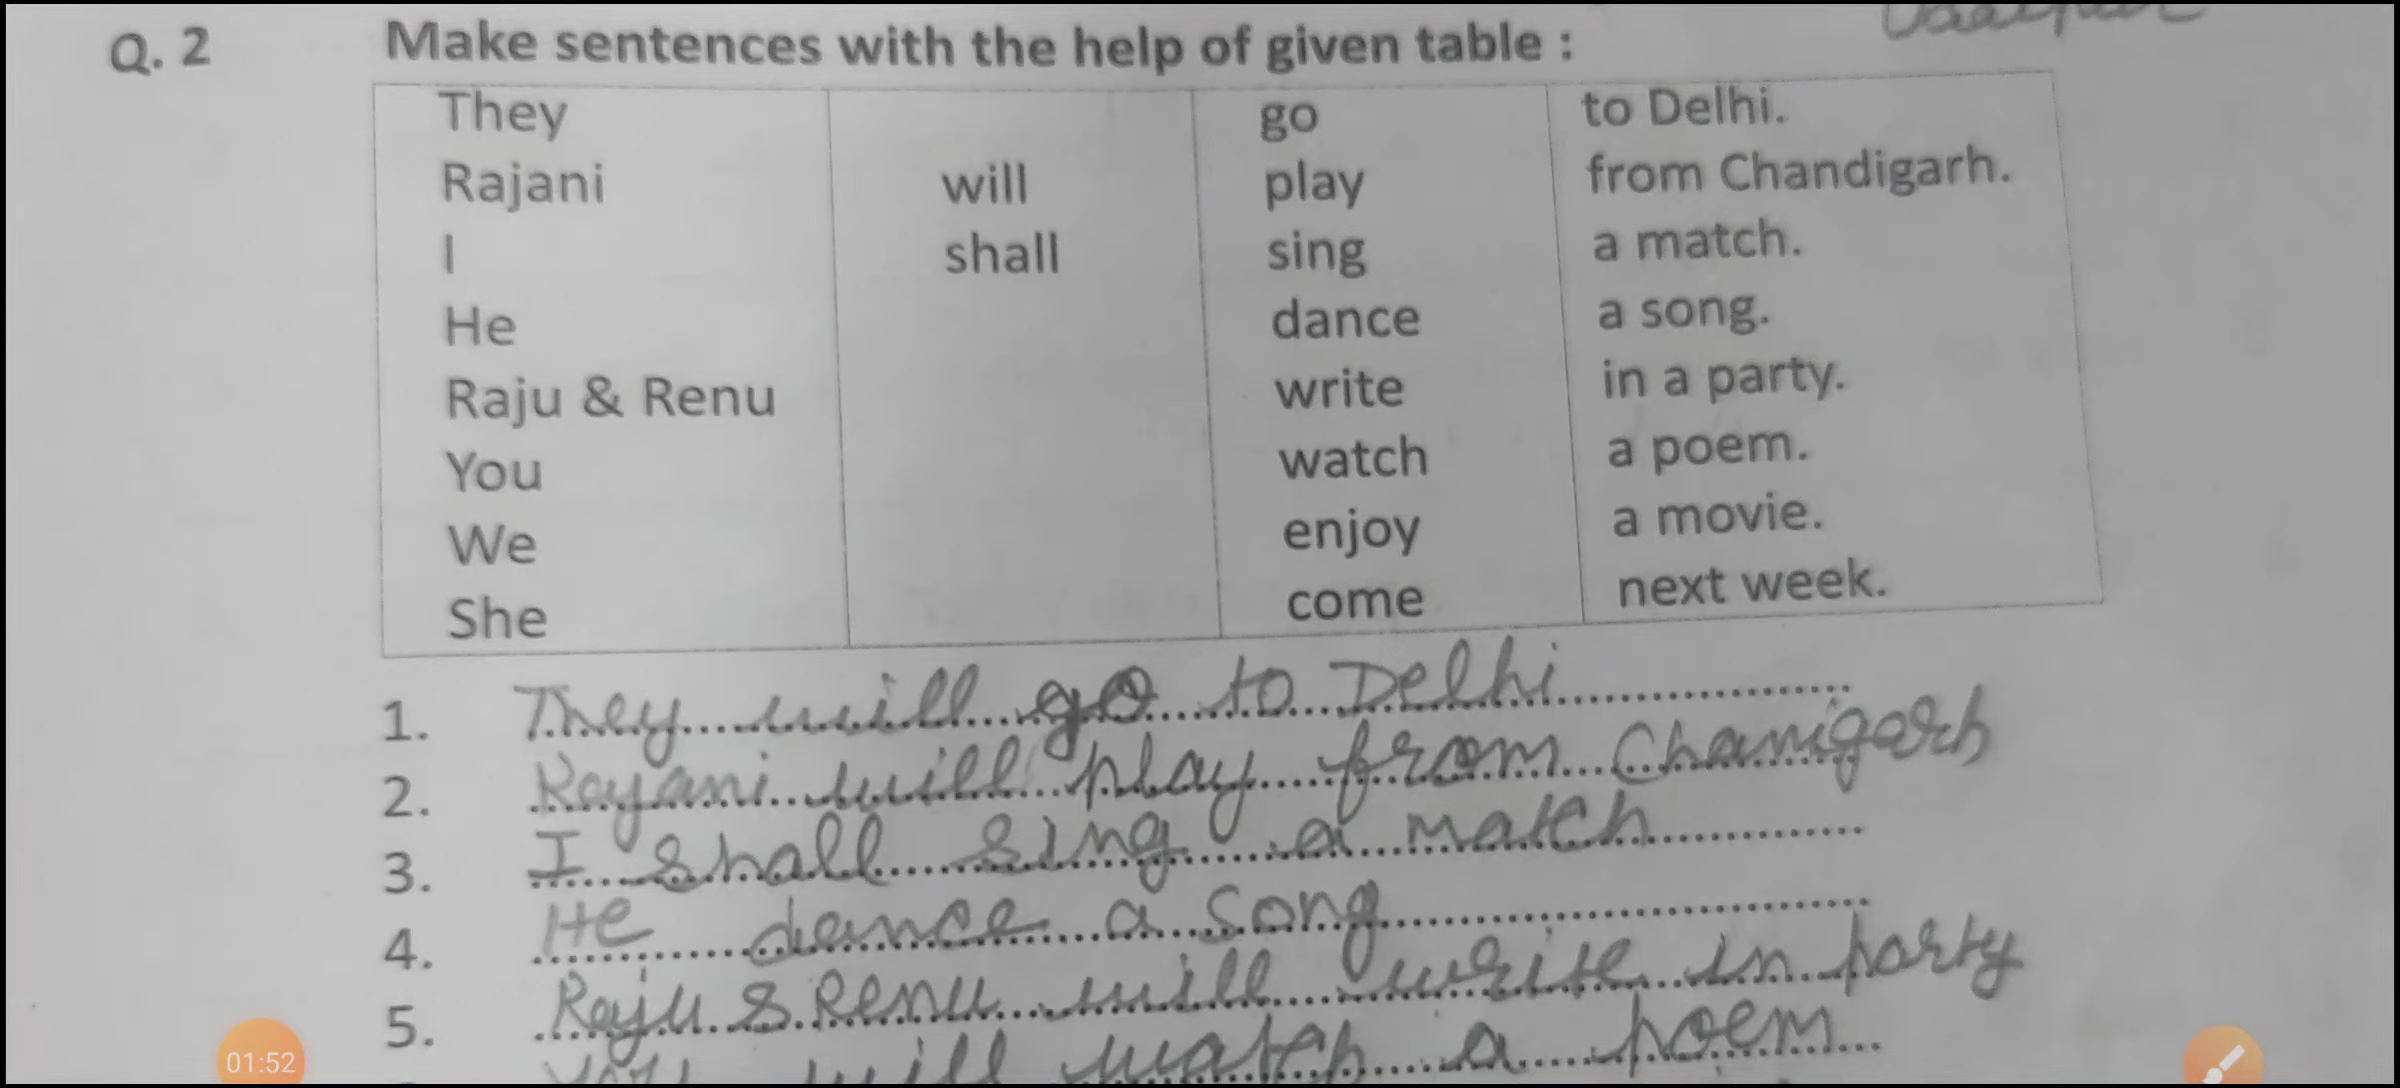 Q. 2 Make sentences with the help of given table :
They go to Delhi.
Rajani will play from Chandigarh.
I shall sing a match.
He dance a song.
Raju & Renu write in a party.
You watch a poem.
We enjoy a movie.
She come next week.
1. They will go to Delhi
2. Rajani will play from Chanigarh
3. I shall sing a match
4. He dance a song
5. Raju & Renu will write in party
You will watch a poem
01:52